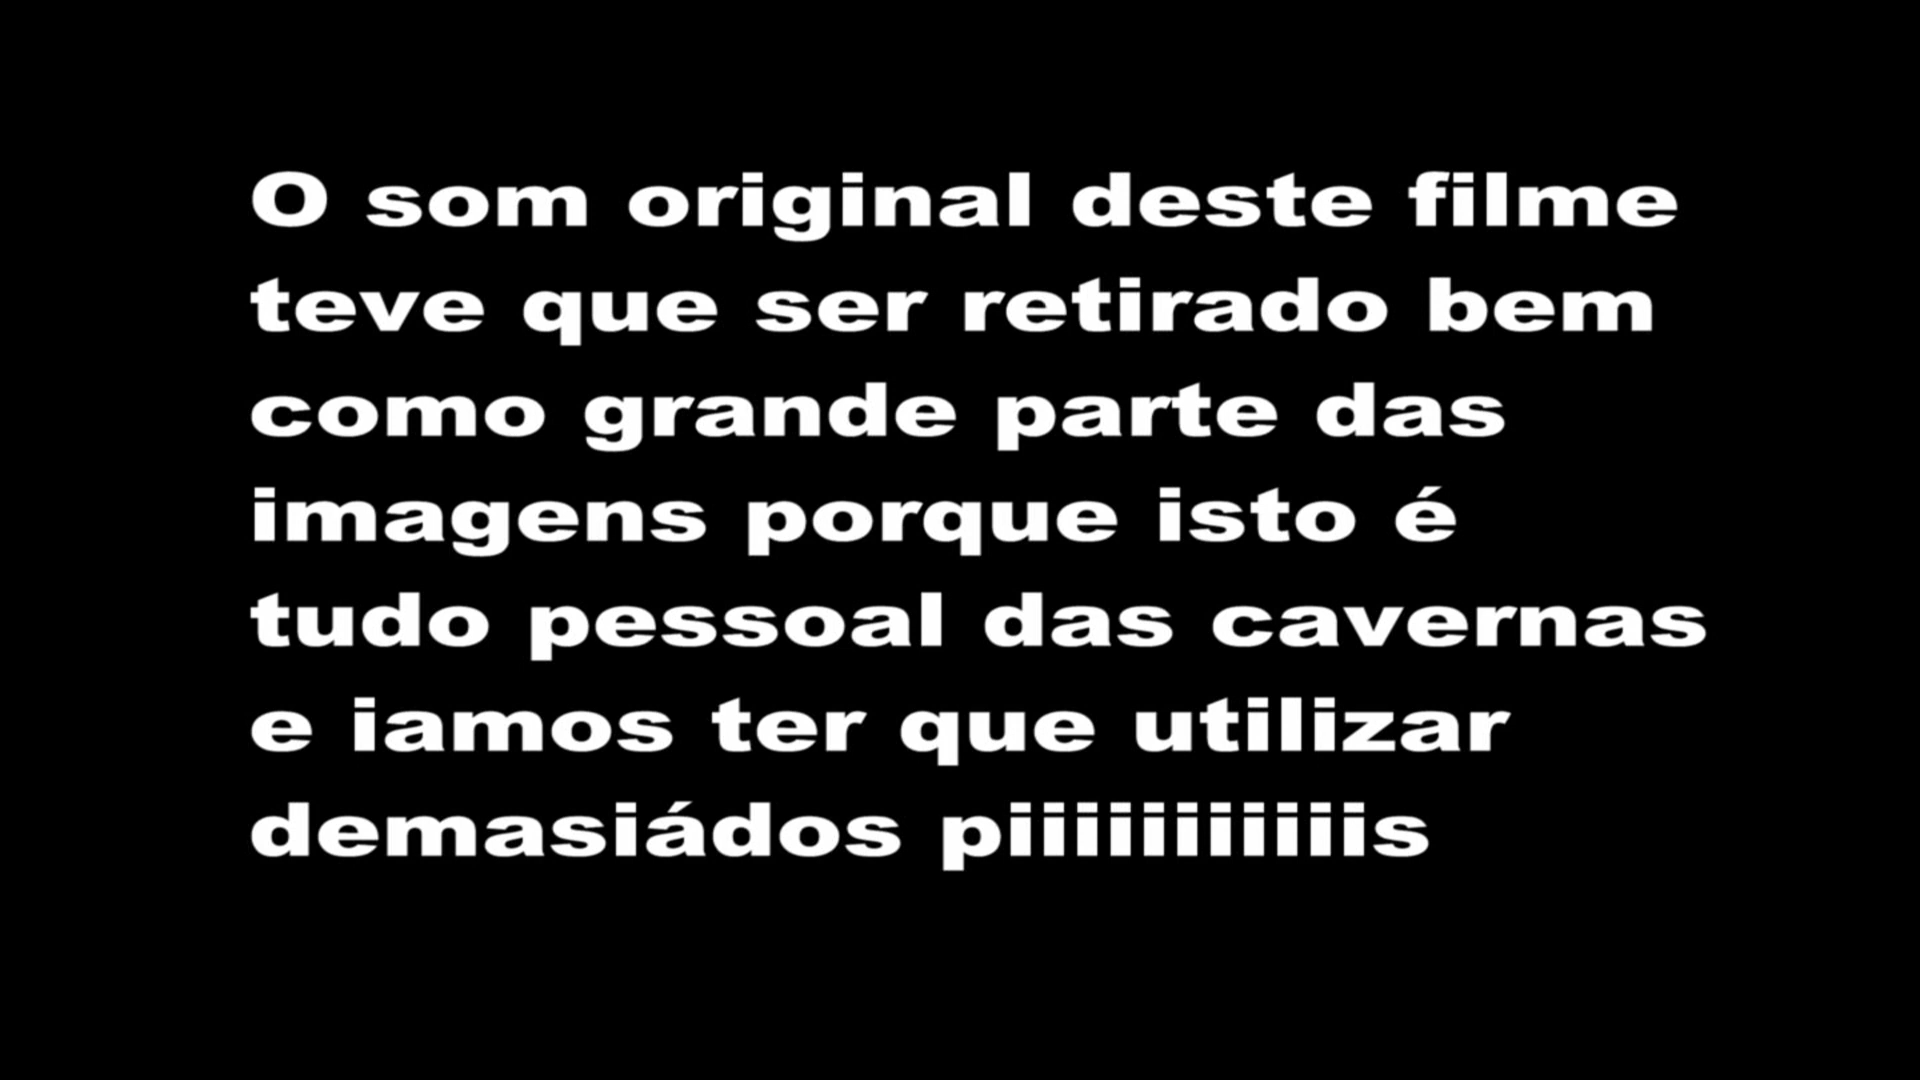 O som original deste filme
teve que ser retirado bem
como grande parte das
imagens porque isto é
tudo pessoal das cavernas
e iamos ter que utilizar
demasiádos piiiiiiiiiiis